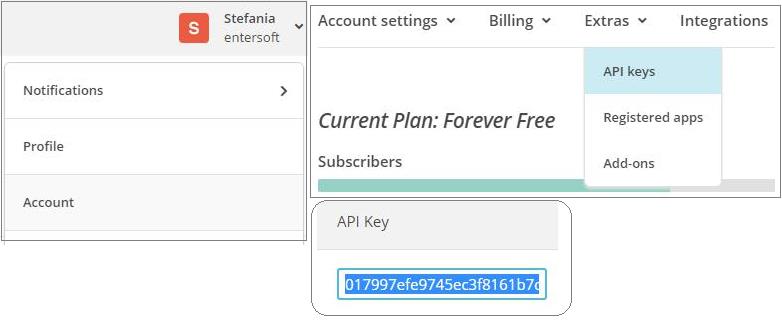 S
Stefania
entersoft
Notifications
Profile
Account
Account settings Billing Extras Integrations
API keys
Registered apps
Add-ons
Current Plan: Forever Free
Subscribers
API Key
017997efe9745ec3f8161b7c